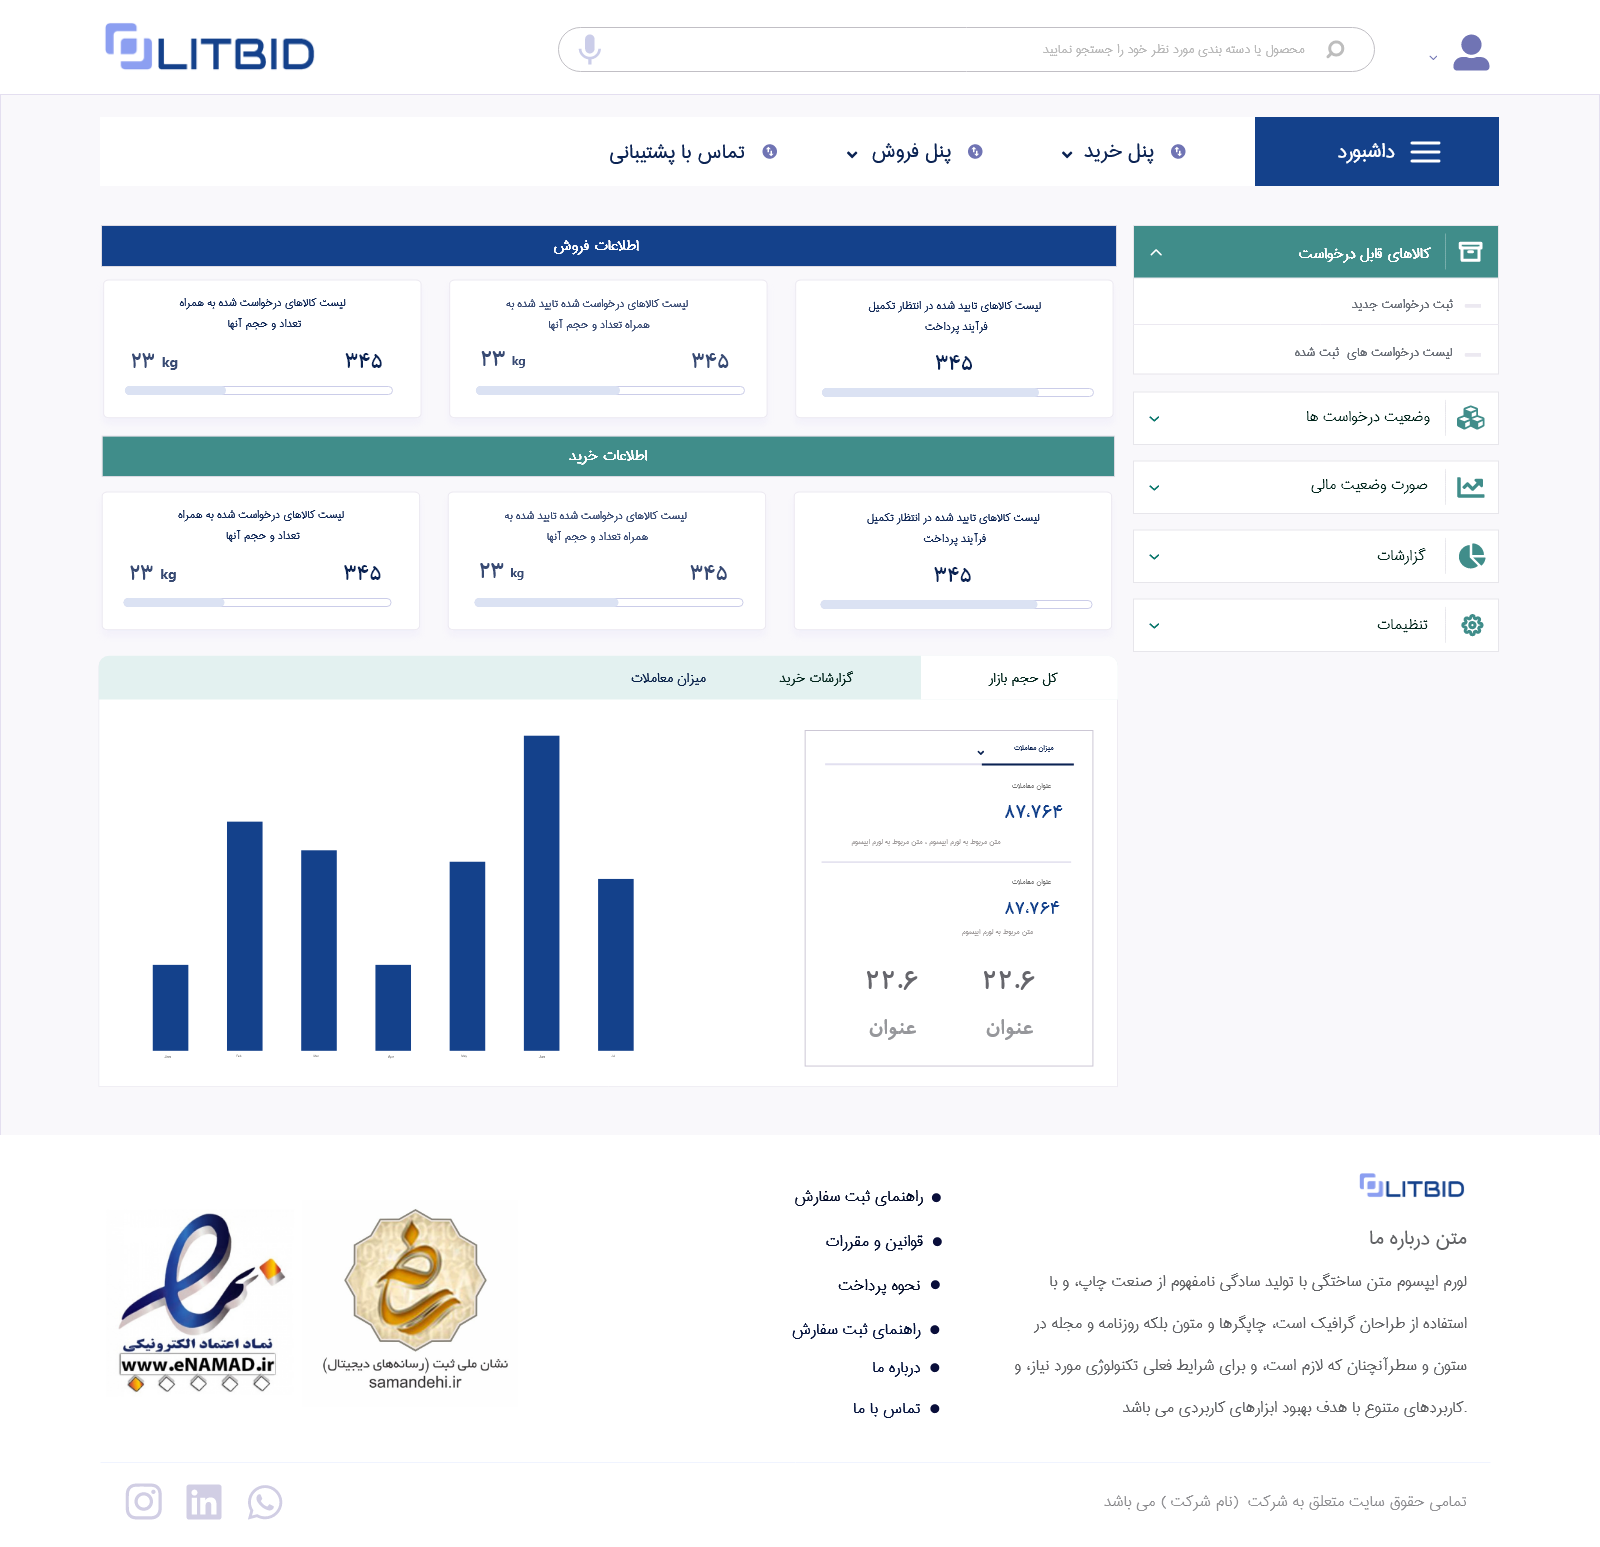 LITBID
محصول یا دسته بندی مورد نظر خود را جستجو نمایید
داشبورد
پنل خرید
پنل فروش
تماس با پشتیبانی
کالاهای قابل درخواست
ثبت درخواست جدید
لیست درخواست های ثبت شده
وضعیت درخواست ها
صورت وضعیت مالی
گزارشات
تنظیمات
اطلاعات فروش
لیست کالاهای تایید شده در انتظار تکمیل
فرآیند پرداخت
۳۴۵
لیست کالاهای درخواست شده تایید شده به
همراه تعداد و حجم آنها
۳۴۵
۲۳ kg
لیست کالاهای درخواست شده به همراه
تعداد و حجم آنها
۳۴۵
۲۳ kg
اطلاعات خرید
لیست کالاهای تایید شده در انتظار تکمیل
فرآیند پرداخت
۳۴۵
لیست کالاهای درخواست شده تایید شده به
همراه تعداد و حجم آنها
۳۴۵
۲۳ kg
لیست کالاهای درخواست شده به همراه
تعداد و حجم آنها
۳۴۵
۲۳ kg
کل حجم بازار
گزارشات خرید
میزان معاملات
میزان معاملات
عنوان معاملات
۸۷،۷۶۴
متن مربوط به لورم ایپسوم ، متن مربوط به لورم ایپسوم
عنوان معاملات
۸۷،۷۶۴
متن مربوط به لورم ایپسوم
۲۲.۶
۲۲.۶
عنوان
عنوان
LITBID
متن درباره ما
لورم ایپسوم متن ساختگی با تولید سادگی نامفهوم از صنعت چاپ، و با
استفاده از طراحان گرافیک است، چاپگرها و متون بلکه روزنامه و مجله در
ستون و سطرآنچنان که لازم است، و برای شرایط فعلی تکنولوژی مورد نیاز، و
کاربردهای متنوع با هدف بهبود ابزارهای کاربردی می باشد.
راهنمای ثبت سفارش
قوانین و مقررات
نحوه پرداخت
راهنمای ثبت سفارش
درباره ما
تماس با ما
نشان ملی ثبت (رسانه‌های دیجیتال)
samandehi.ir
نماد اعتماد الکترونیکی
www.eNAMAD.ir
تمامی حقوق سایت متعلق به شرکت (نام شرکت ) می باشد